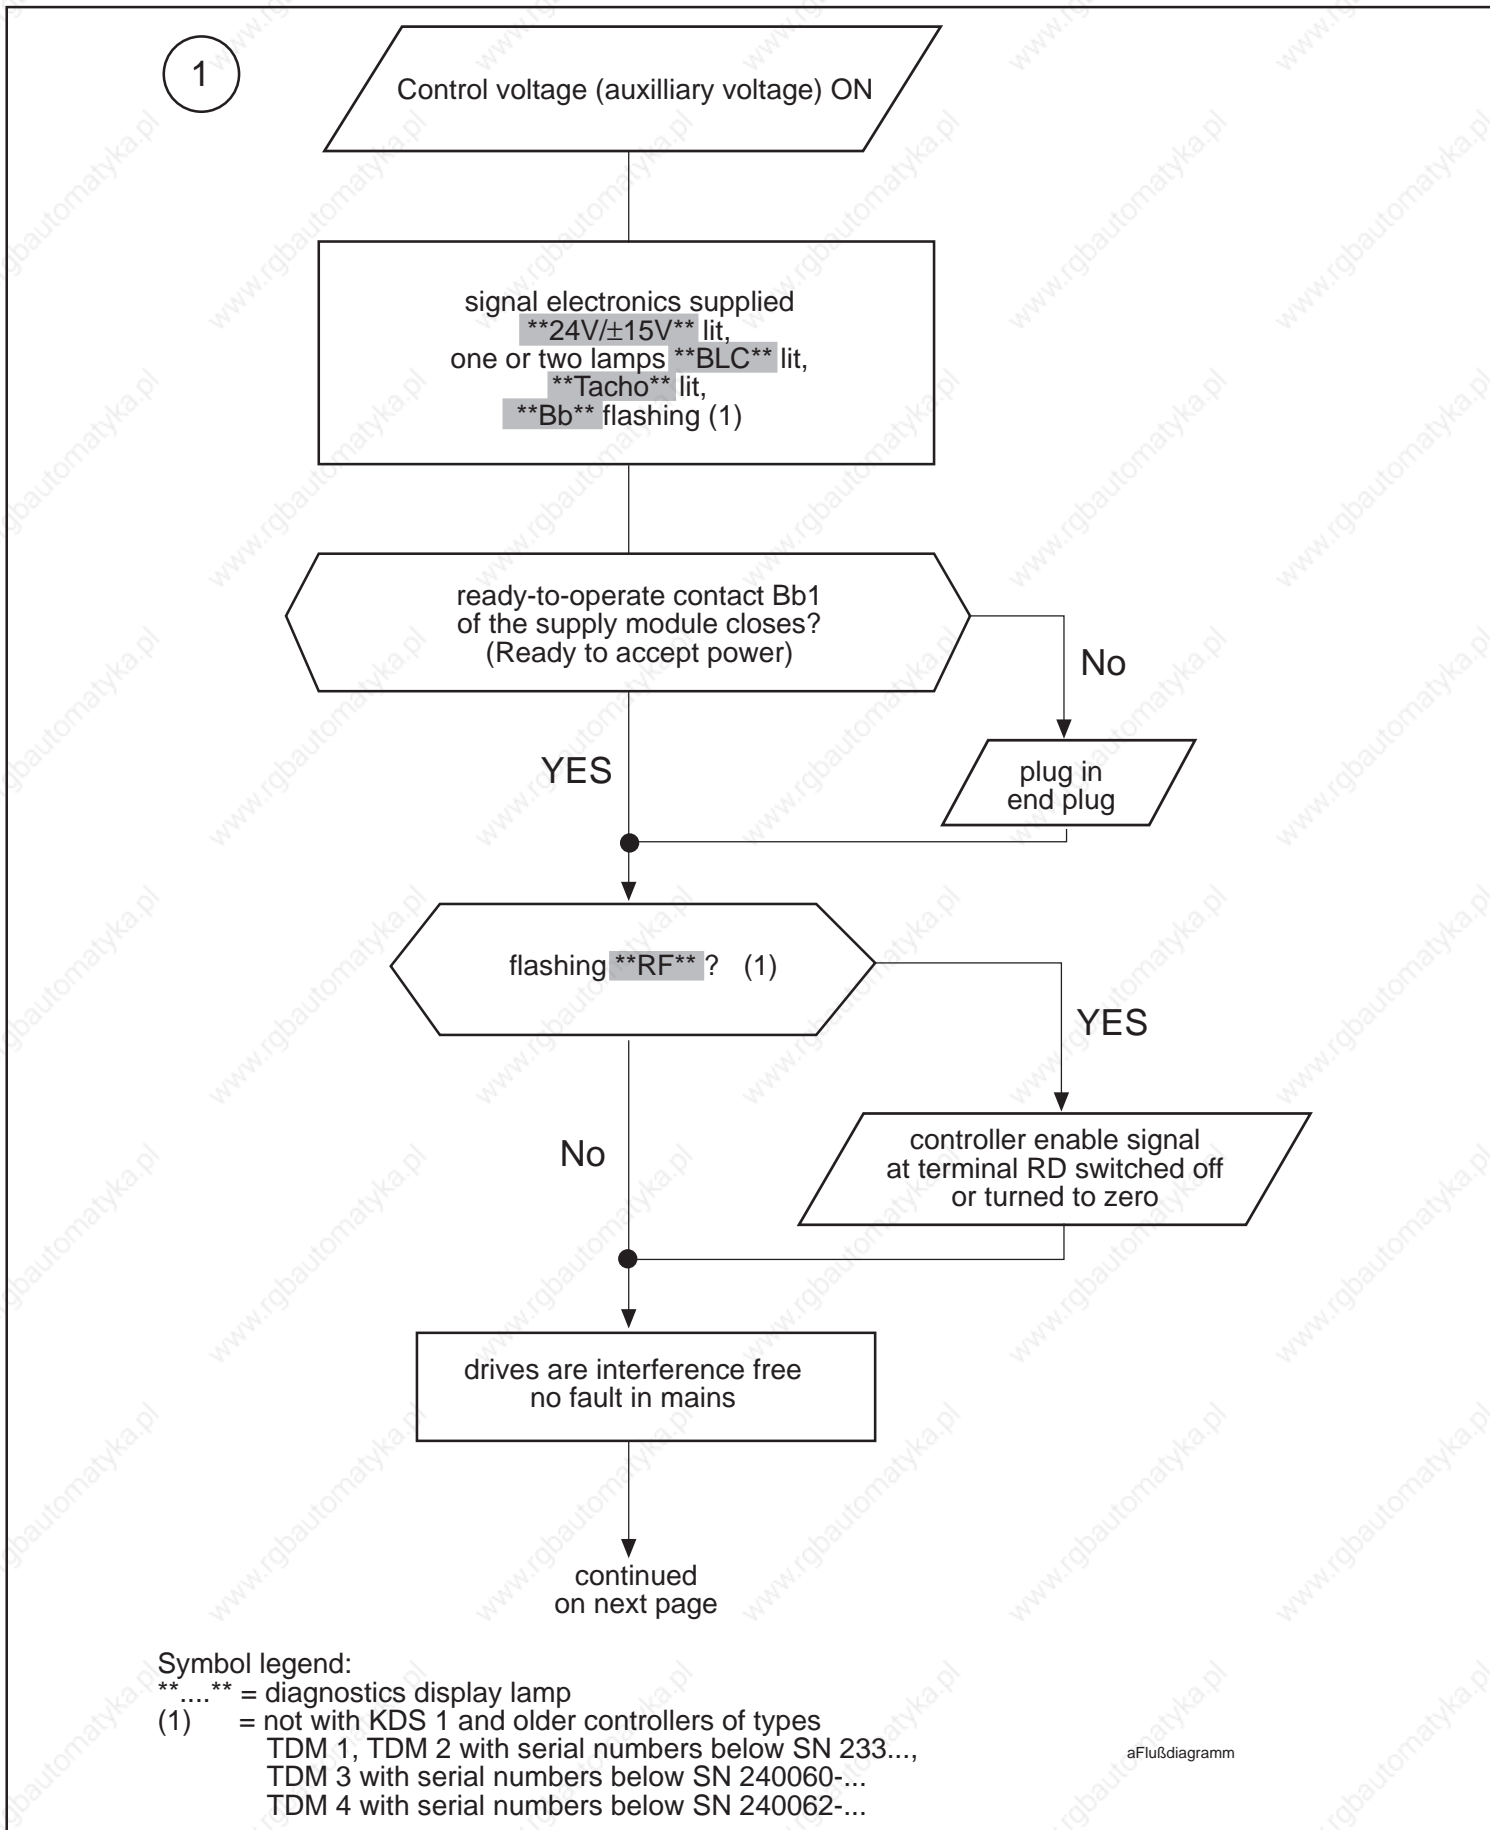 1
Control voltage (auxilliary voltage) ON
signal electronics supplied
**24V/±15V** lit,
one or two lamps **BLC** lit,
**Tacho** lit,
**Bb** flashing (1)
ready-to-operate contact Bb1
of the supply module closes?
(Ready to accept power)
No
YES
plug in
end plug
flashing **RF** ? (1)
YES
No
controller enable signal
at terminal RD switched off
or turned to zero
drives are interference free
no fault in mains
continued
on next page
Symbol legend:
**....** = diagnostics display lamp
(1) = not with KDS 1 and older controllers of types
TDM 1, TDM 2 with serial numbers below SN 233...,
aFlußdiagramm
TDM 3 with serial numbers below SN 240060-...
TDM 4 with serial numbers below SN 240062-...
www.rgbautomatyka.pl